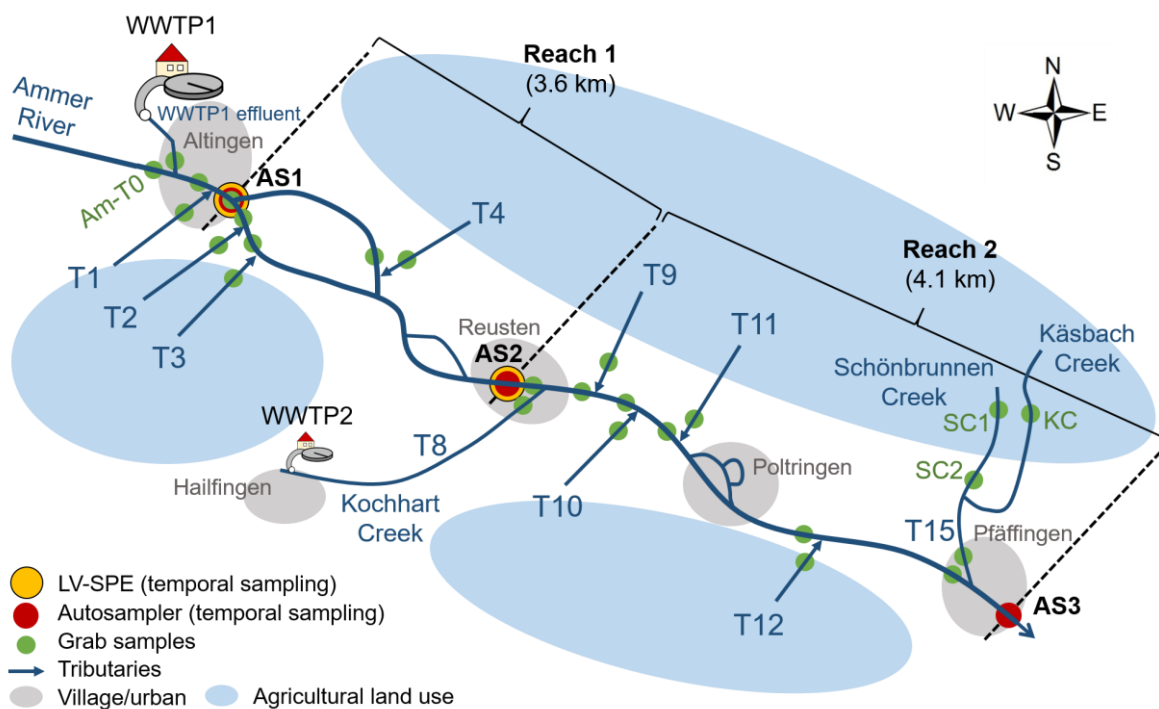 WWTP1
Ammer
River
WWTP1 effluent
Altingen
Am-T0
AS1
Reach 1
(3.6 km)
N
W
E
S
T1
T2
T3
T4
Reach 2
(4.1 km)
T9
T11
Reusten
AS2
Käsbach
Creek
Schönbrunnen
Creek
SC1
KC
SC2
WWTP2
T8
Hailfingen
Kochhart
Creek
T10
Poltringen
T15
Pfäffingen
T12
AS3
LV-SPE (temporal sampling)
Autosampler (temporal sampling)
Grab samples
Tributaries
Village/urban
Agricultural land use